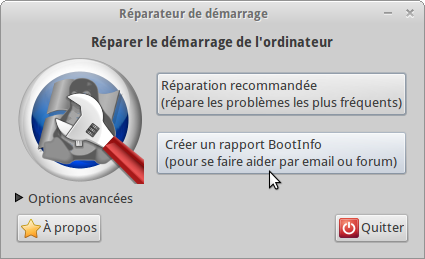 Réparateur de démarrage
Réparer le démarrage de l'ordinateur
Réparation recommandée
(répare les problèmes les plus fréquents)
Créer un rapport BootInfo
(pour se faire aider par email ou forum)
Options avancées
À propos
Quitter